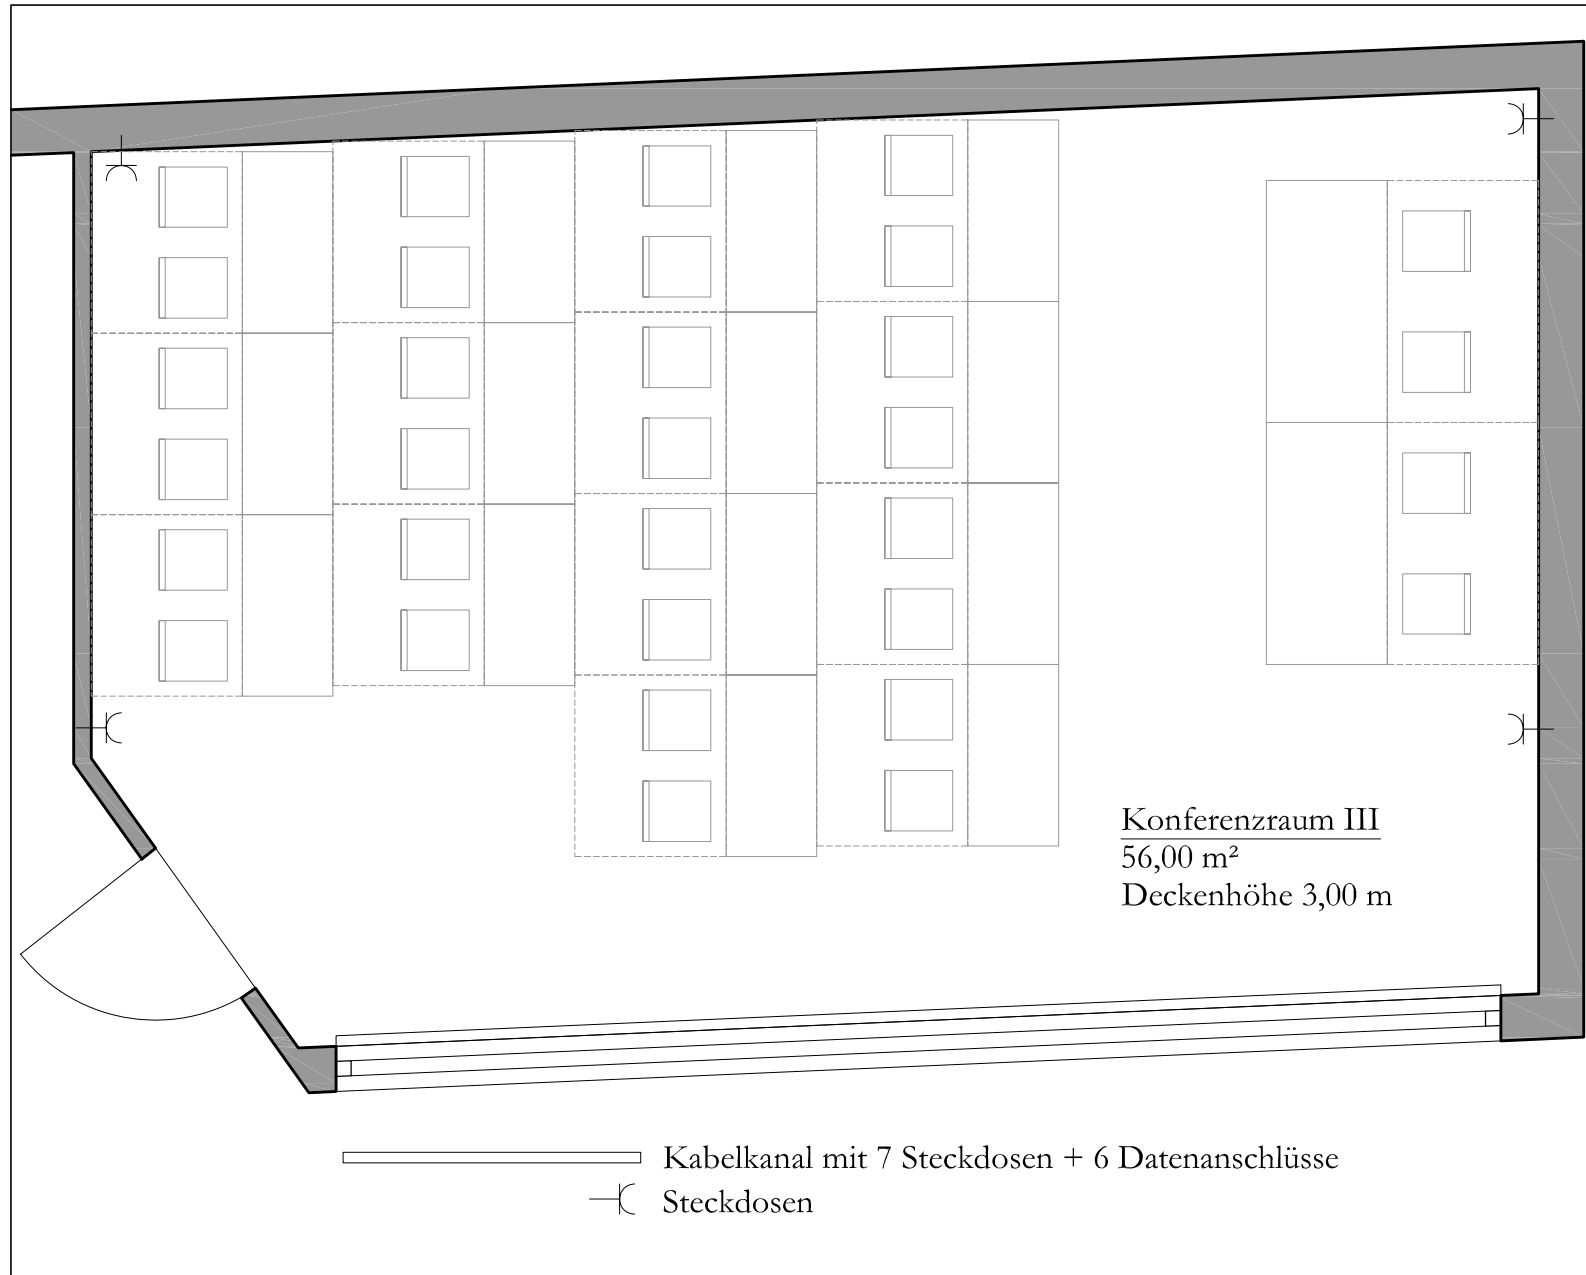 Konferenzraum III
56,00 m²
Deckenhöhe 3,00 m
Kabelkanal mit 7 Steckdosen + 6 Datenanschlüsse
Steckdosen